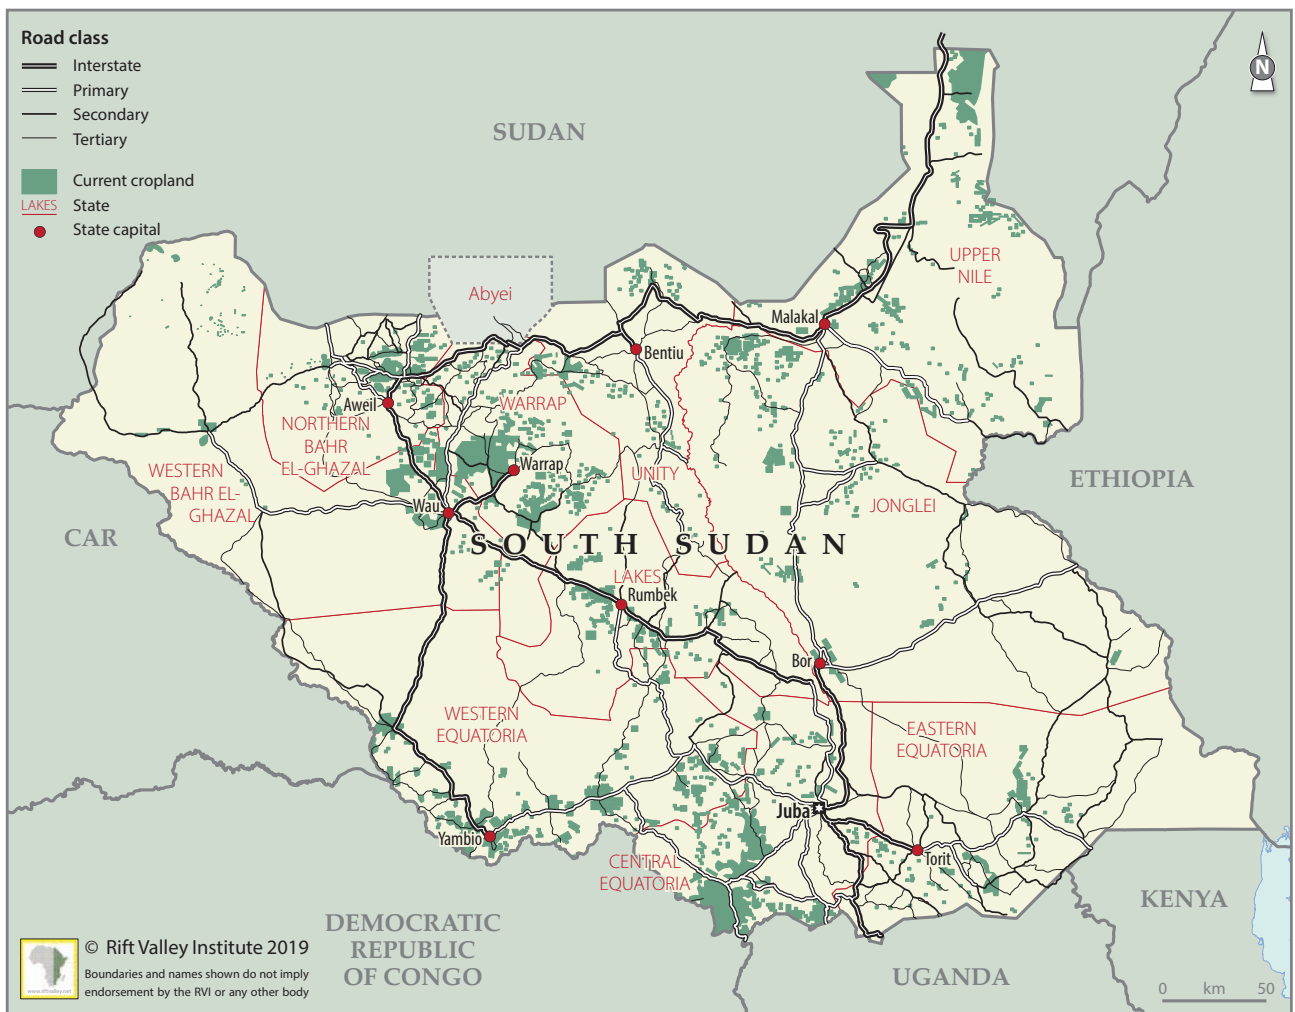 Road class
Interstate
Primary
Secondary
Tertiary
Current cropland
LAKES State
State capital
N
SUDAN
UPPER
NILE
Abyei
Malakal
Bentiu
Aweil
WARRAP
NORTHERN
BAHR
EL-GHAZAL
Warrap
WESTERN
BAHR EL-
GHAZAL
UNITY
ETHIOPIA
Wau
JONGLEI
CAR
SOUTH SUDAN
LAKES
Rumbek
Bor
WESTERN
EQUATORIA
EASTERN
EQUATORIA
Juba
Yambio
Torit
CENTRAL
EQUATORIA
KENYA
DEMOCRATIC
REPUBLIC
OF CONGO
UGANDA
© Rift Valley Institute 2019
Boundaries and names shown do not imply
endorsement by the RVI or any other body
www.riftvalley.net
0 km 50